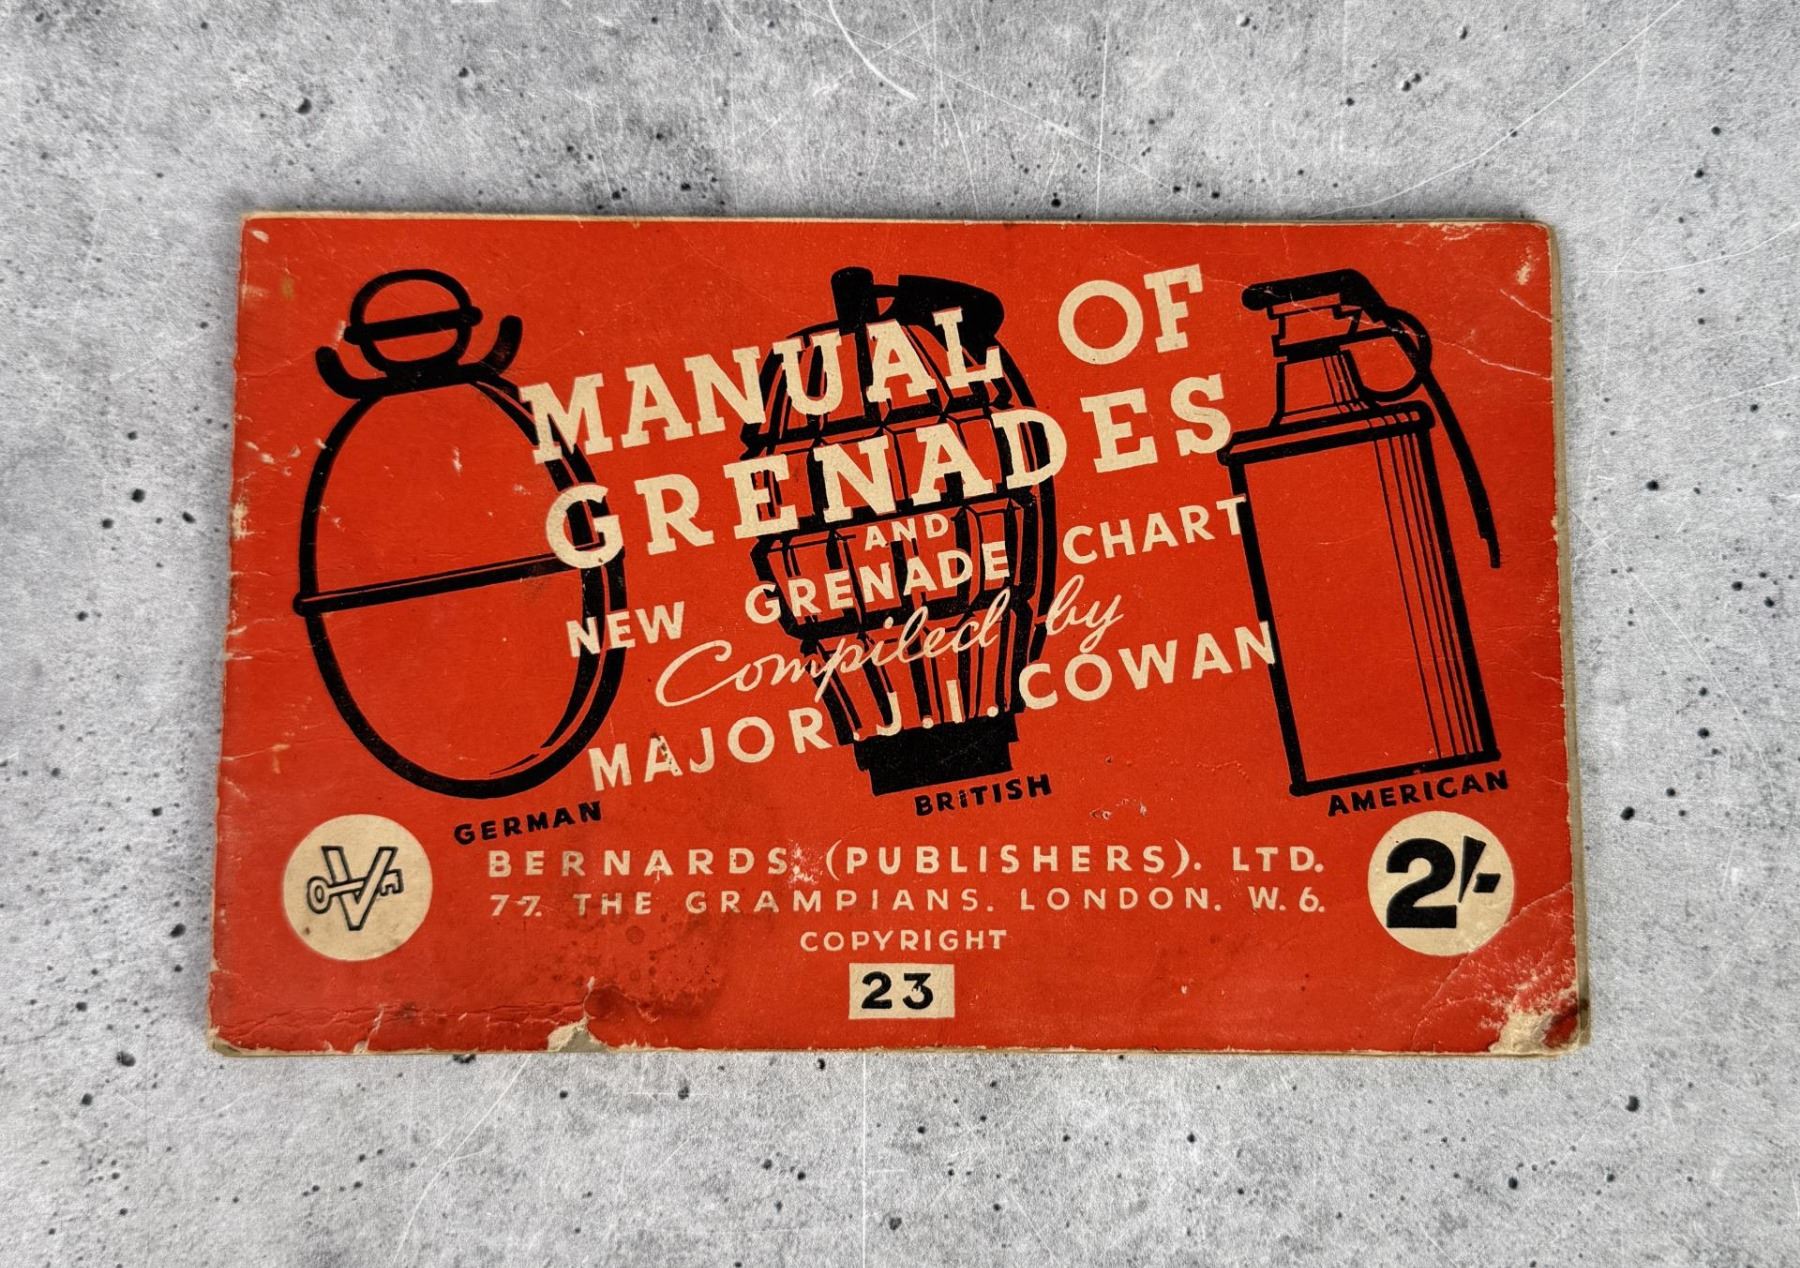 MANUAL OF
GRENADES
AND
NEW GRENADE CHART
Compiled by
MAJOR. J. I. COWAN
GERMAN
BRITISH
AMERICAN
V
BERNARDS. (PUBLISHERS). LTD.
77. THE GRAMPIANS. LONDON. W. 6.
COPYRIGHT
2/-
23